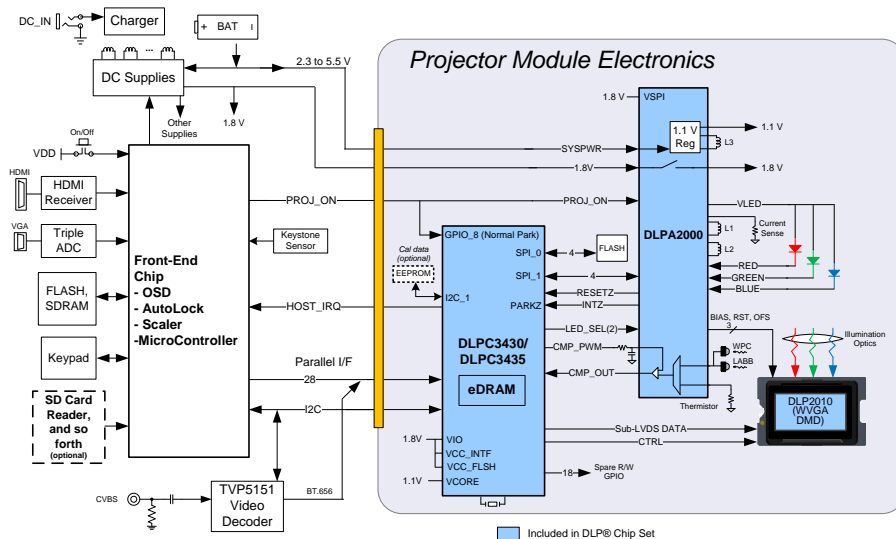 DC_IN
Charger
+ BAT
DC Supplies
2.3 to 5.5 V
Other
Supplies
1.8 V
On/Off
VDD
HDMI
HDMI
Receiver
VGA
Triple
ADC
FLASH,
SDRAM
Keypad
SD Card
Reader,
and so
forth
(optional)
Front-End
Chip
- OSD
- AutoLock
- Scaler
-MicroController
PROJ_ON
Keystone
Sensor
HOST_IRQ
Parallel I/F
28
I2C
CVBS
TVP5151
Video
Decoder
BT.656
Projector Module Electronics
1.8 V
VSPI
1.1 V
Reg
1.1 V
L3
SYSPWR
1.8V
1.8 V
PROJ_ON
DLPA2000
VLED
L1
L2
Current
Sense
RED
GREEN
BLUE
GPIO_8 (Normal Park)
Cal data
(optional)
EEPROM
I2C_1
SPI_0
4
FLASH
SPI_1
4
RESETZ
PARKZ
INTZ
LED_SEL(2)
CMP_PWM
CMP_OUT
DLPC3430/
DLPC3435
eDRAM
BIAS, RST, OFS
3
WPC
LABB
Thermistor
Illumination
Optics
DLP2010
(WVGA
DMD)
Sub-LVDS DATA
CTRL
1.8V
VIO
VCC_INTF
VCC_FLSH
1.1V
VCORE
18
Spare R/W
GPIO
Included in DLP® Chip Set